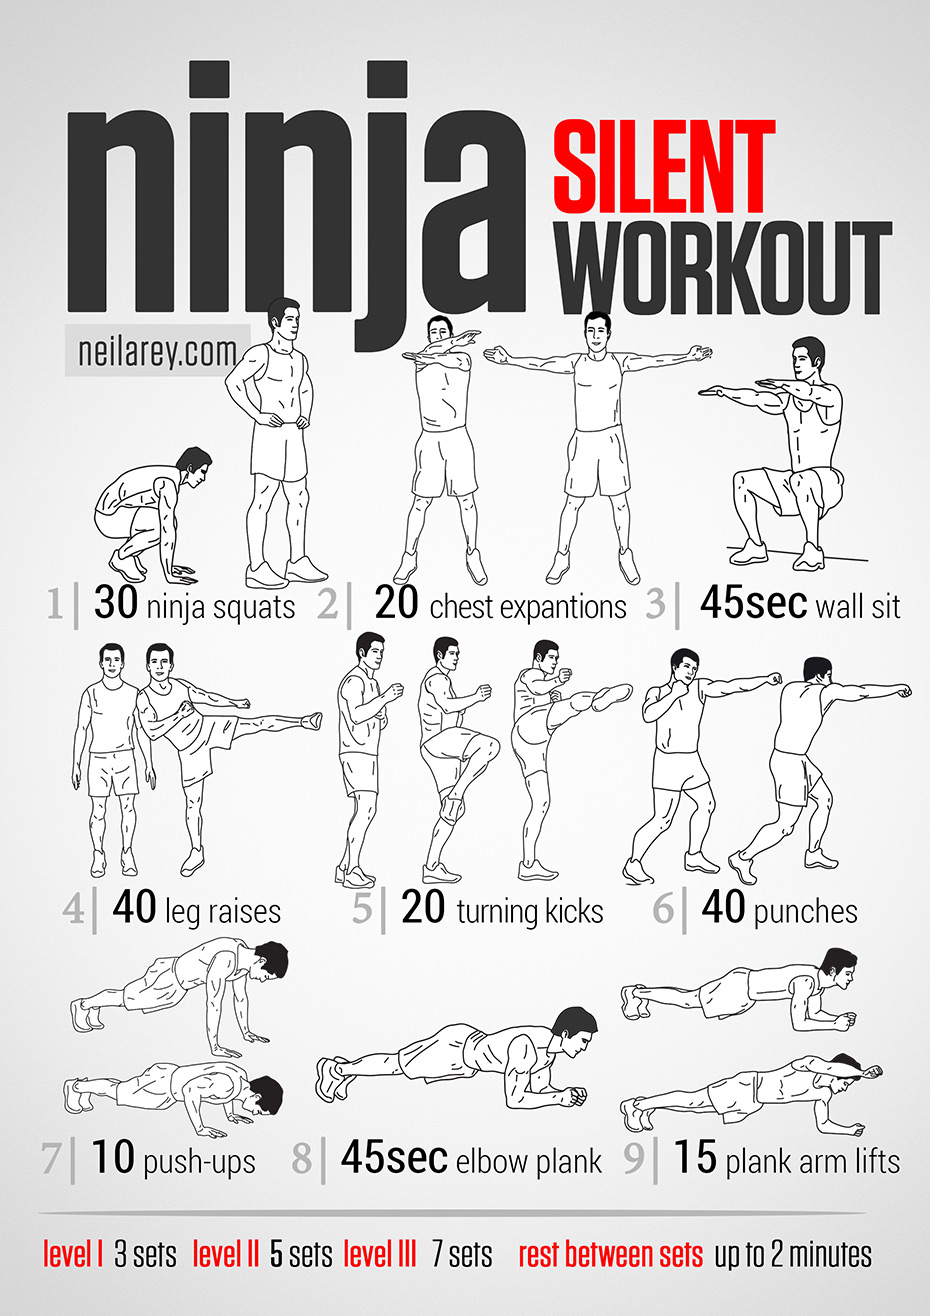 ninja SILENT
WORKOUT
neilarey.com
1| 30 ninja squats 2| 20 chest expantions 3| 45sec wall sit
4| 40 leg raises 5| 20 turning kicks 6| 40 punches
7| 10 push-ups 8| 45sec elbow plank 9| 15 plank arm lifts
level I 3 sets level II 5 sets level III 7 sets rest between sets up to 2 minutes